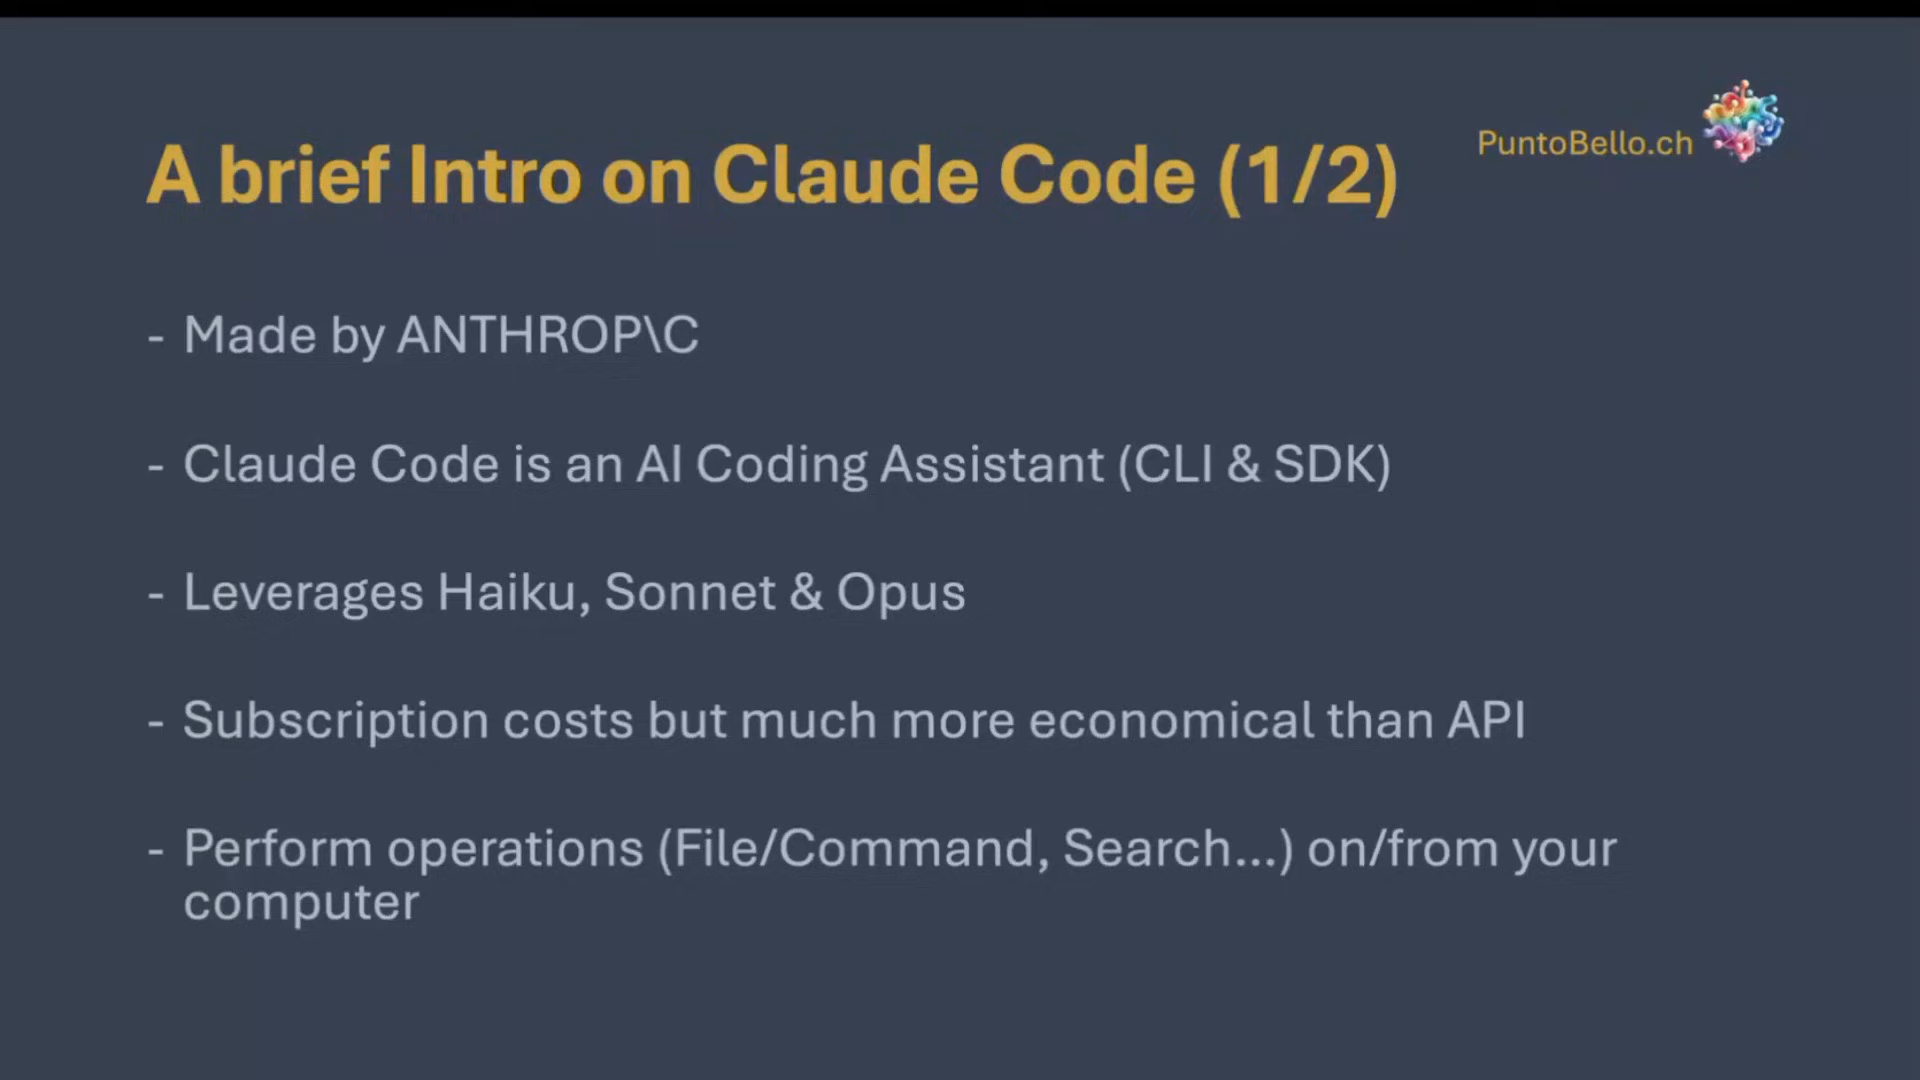 A brief Intro on Claude Code (1/2)
PuntoBello.ch
- Made by ANTHROP\C
- Claude Code is an AI Coding Assistant (CLI & SDK)
- Leverages Haiku, Sonnet & Opus
- Subscription costs but much more economical than API
- Perform operations (File/Command, Search...) on/from your
computer